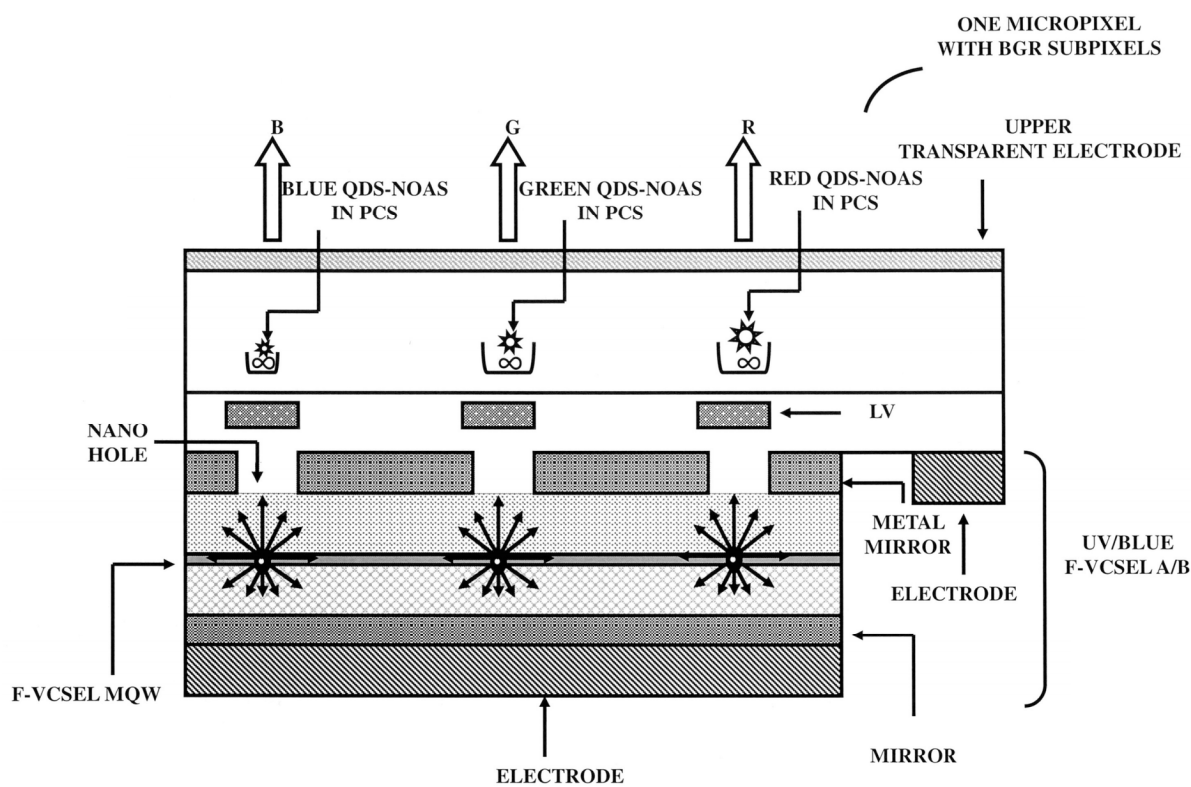 ONE MICROPIXEL
WITH BGR SUBPIXELS
B
G
R
UPPER
TRANSPARENT ELECTRODE
BLUE QDS-NOAS
IN PCS
GREEN QDS-NOAS
IN PCS
RED QDS-NOAS
IN PCS
∞
∞
∞
LV
NANO
HOLE
METAL
MIRROR
ELECTRODE
UV/BLUE
F-VCSEL A/B
F-VCSEL MQW
MIRROR
ELECTRODE